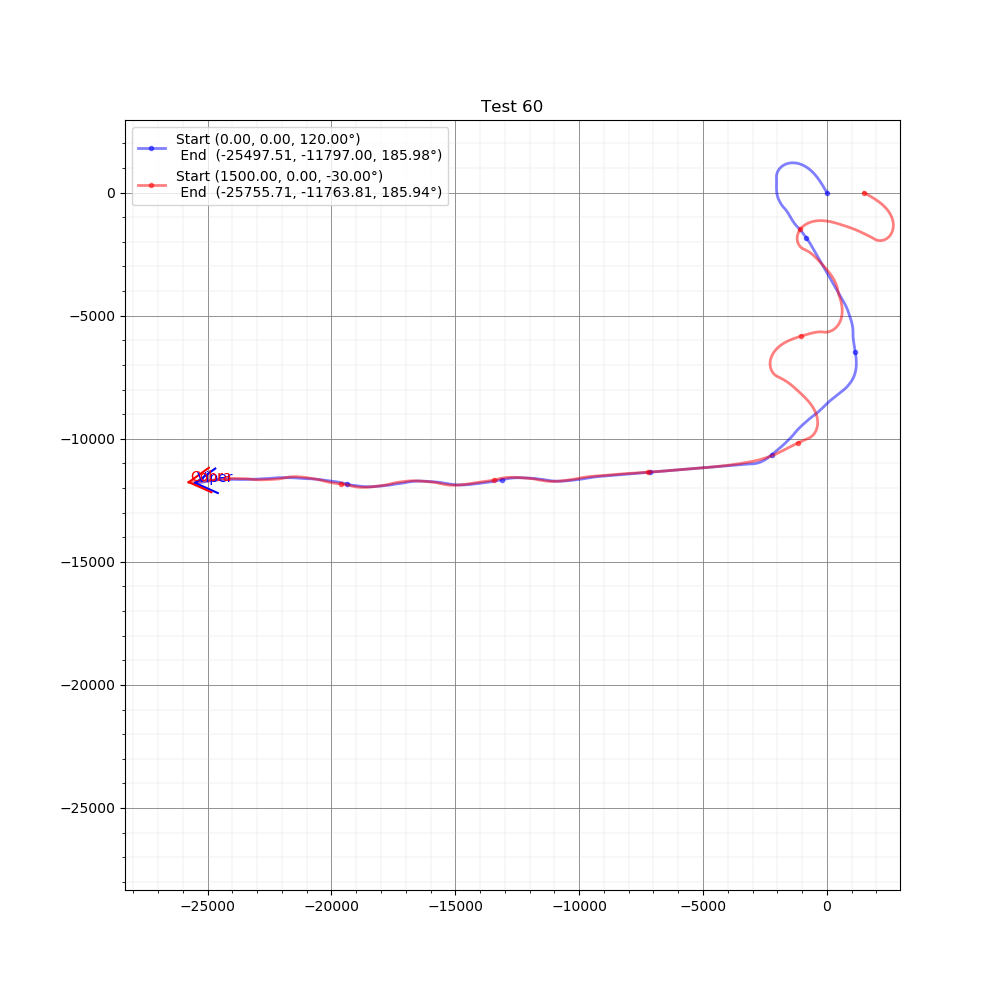 Test 60
Start (0.00, 0.00, 120.00°)
End (-25497.51, -11797.00, 185.98°)
Start (1500.00, 0.00, -30.00°)
End (-25755.71, -11763.81, 185.94°)
0
−5000
−10000
−15000
−20000
−25000
−25000 −20000 −15000 −10000 −5000 0